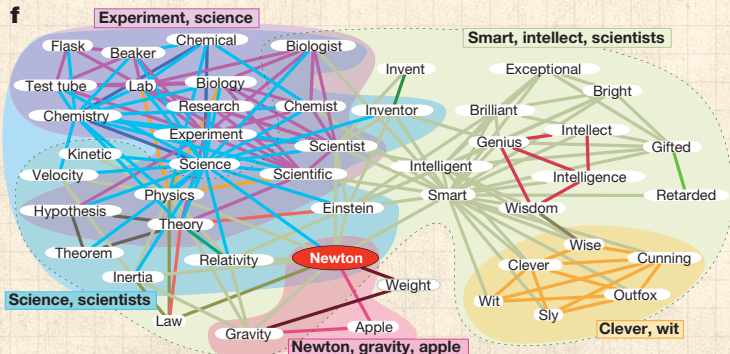 f
Experiment, science
Smart, intellect, scientists
Flask
Beaker
Chemical
Biologist
Invent
Exceptional
Test tube
Lab
Biology
Bright
Chemistry
Research
Chemist
Inventor
Brilliant
Experiment
Genius
Intellect
Kinetic
Scientist
Gifted
Velocity
Science
Scientific
Intelligent
Intelligence
Physics
Smart
Retarded
Hypothesis
Theory
Einstein
Wisdom
Theorem
Relativity
Newton
Wise
Inertia
Clever
Cunning
Science, scientists
Weight
Wit
Outfox
Law
Sly
Gravity
Apple
Clever, wit
Newton, gravity, apple